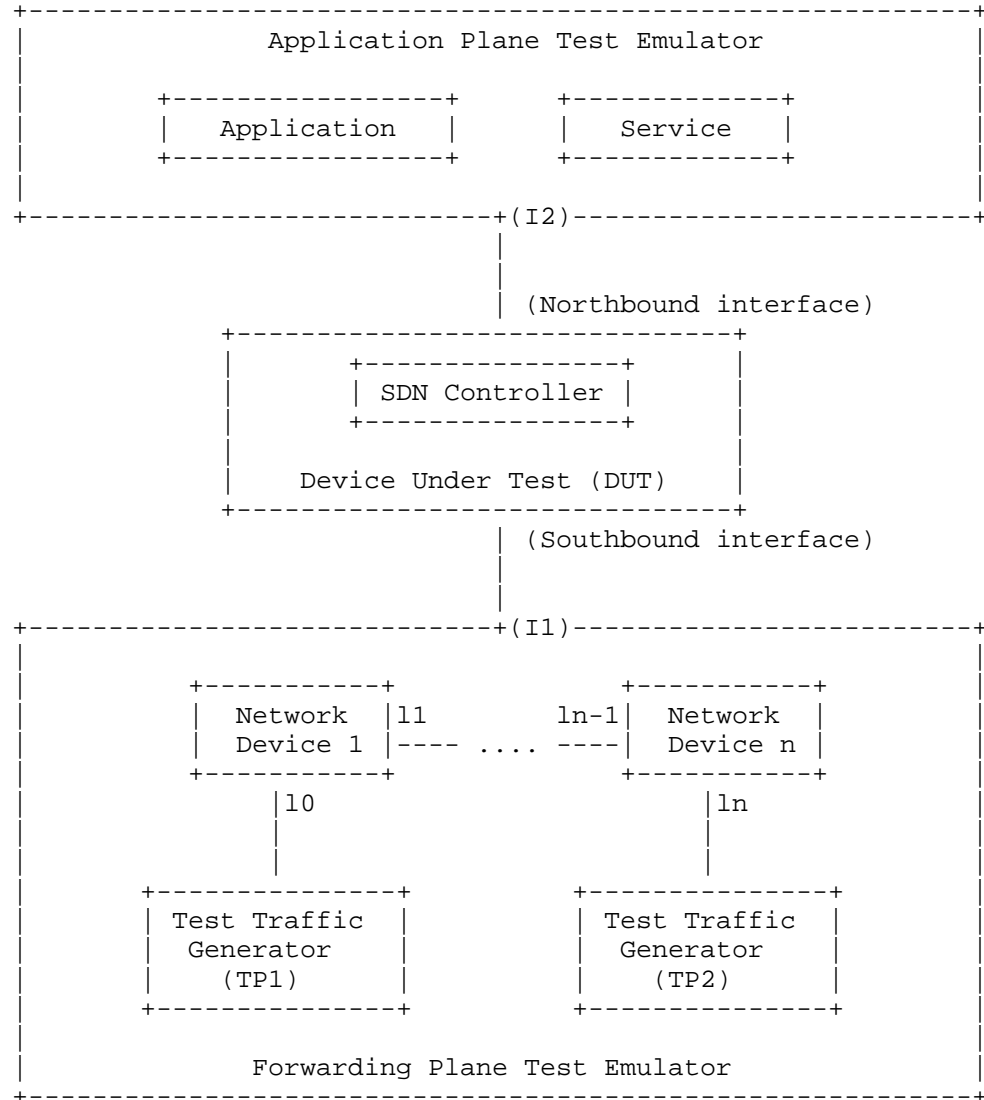 Application Plane Test Emulator
Application Service
(I2)
(Northbound interface)
SDN Controller
Device Under Test (DUT)
(Southbound interface)
(I1)
Network l1 ln-1 Network
Device 1 .... Device n
l0 ln
Test Traffic Test Traffic
Generator Generator
(TP1) (TP2)
Forwarding Plane Test Emulator